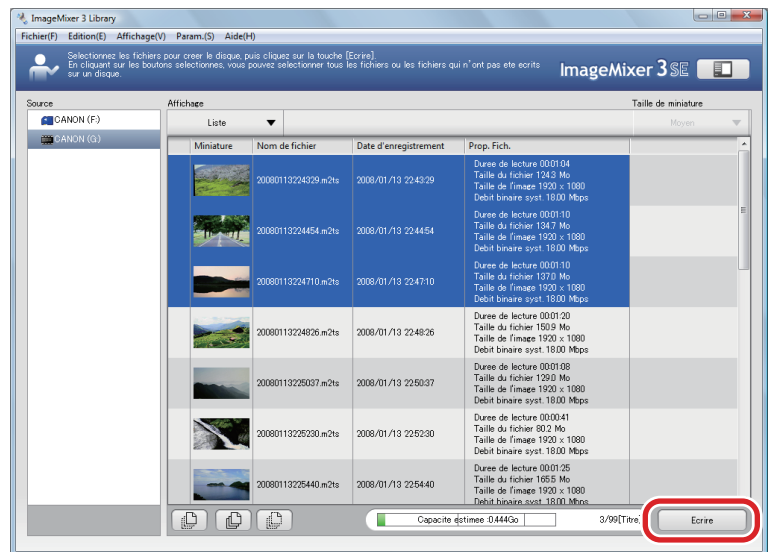 ImageMixer 3 Library
Fichier(F) Edition(E) Affichage(V) Param.(S) Aide(H)
Selectionnez les fichiers pour creer le disque, puis cliquez sur la touche [Ecrire].
En cliquant sur les boutons selectionnes, vous pouvez selectionner tous les fichiers ou les fichiers qui n'ont pas ete ecrits
sur un disque.
ImageMixer 3 SE
Source
Affichage
Taille de miniature
CANON (F:)
CANON (G:)
Liste
Moyen
Miniature Nom de fichier Date d'enregistrement Prop. Fich.
20080113224329.m2ts 2008/01/13 22:43:29
Duree de lecture 00:01:04
Taille du fichier 124.3 Mo
Taille de l'image 1920 x 1080
Debit binaire syst. 18.00 Mbps
20080113224454.m2ts 2008/01/13 22:44:54
Duree de lecture 00:01:10
Taille du fichier 134.7 Mo
Taille de l'image 1920 x 1080
Debit binaire syst. 18.00 Mbps
20080113224710.m2ts 2008/01/13 22:47:10
Duree de lecture 00:01:10
Taille du fichier 137.0 Mo
Taille de l'image 1920 x 1080
Debit binaire syst. 18.00 Mbps
20080113224826.m2ts 2008/01/13 22:48:26
Duree de lecture 00:01:20
Taille du fichier 150.9 Mo
Taille de l'image 1920 x 1080
Debit binaire syst. 18.00 Mbps
20080113225037.m2ts 2008/01/13 22:50:37
Duree de lecture 00:01:08
Taille du fichier 129.0 Mo
Taille de l'image 1920 x 1080
Debit binaire syst. 18.00 Mbps
20080113225230.m2ts 2008/01/13 22:52:30
Duree de lecture 00:00:41
Taille du fichier 80.2 Mo
Taille de l'image 1920 x 1080
Debit binaire syst. 18.00 Mbps
20080113225440.m2ts 2008/01/13 22:54:40
Duree de lecture 00:01:25
Taille du fichier 165.5 Mo
Taille de l'image 1920 x 1080
Debit binaire syst. 18.00 Mbps
Capacite estimee :0.444Go
3/99[Titre]
Ecrire